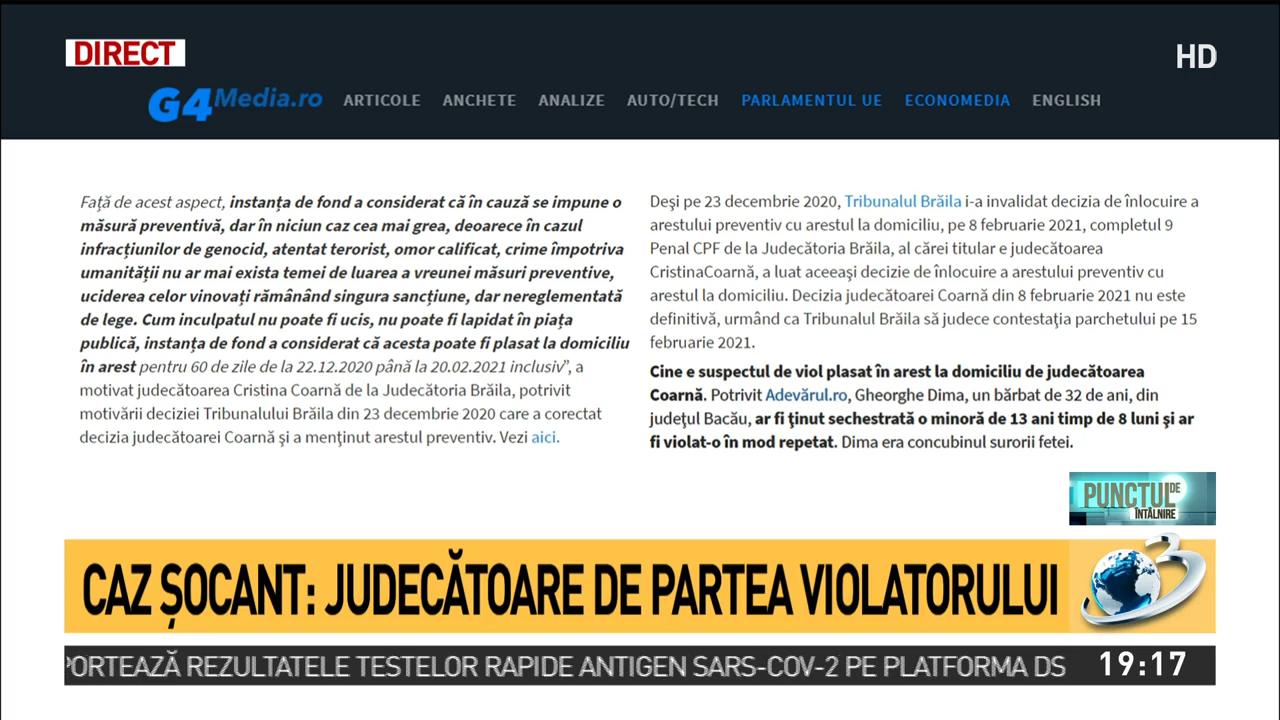 DIRECT
HD
G4Media.ro ARTICOLE ANCHETE ANALIZE AUTO/TECH PARLAMENTUL UE ECONOMEDIA ENGLISH
Față de acest aspect, instanța de fond a considerat că în cauză se impune o
măsură preventivă, dar în niciun caz cea mai grea, deoarece în cazul
infracțiunilor de genocid, atentat terorist, omor calificat, crime împotriva
umanității nu ar mai exista temei de luarea a vreunei măsuri preventive,
uciderea celor vinovați rămânând singura sancțiune, dar nereglementată
de lege. Cum inculpatul nu poate fi ucis, nu poate fi lapidat în piața
publică, instanța de fond a considerat că acesta poate fi plasat la domiciliu
în arest pentru 60 de zile de la 22.12.2020 până la 20.02.2021 inclusiv”, a
motivat judecătoarea Cristina Coarnă de la Judecătoria Brăila, potrivit
motivării deciziei Tribunalului Brăila din 23 decembrie 2020 care a corectat
decizia judecătoarei Coarnă şi a menținut arestul preventiv. Vezi aici.
Deşi pe 23 decembrie 2020, Tribunalul Brăila i-a invalidat decizia de înlocuire a
arestului preventiv cu arestul la domiciliu, pe 8 februarie 2021, completul 9
Penal CPF de la Judecătoria Brăila, al cărei titular e judecătoarea
CristinaCoarnă, a luat aceeaşi decizie de înlocuire a arestului preventiv cu
arestul la domiciliu. Decizia judecătoarei Coarnă din 8 februarie 2021 nu este
definitivă, urmând ca Tribunalul Brăila să judece contestaţia parchetului pe 15
februarie 2021.
Cine e suspectul de viol plasat în arest la domiciliu de judecătoarea
Coarnă. Potrivit Adevărul.ro, Gheorghe Dima, un bărbat de 32 de ani, din
judeţul Bacău, ar fi ţinut sechestrată o minoră de 13 ani timp de 8 luni şi ar
fi violat-o în mod repetat. Dima era concubinul surorii fetei.
PUNCTUL DE
ÎNTÂLNIRE
CAZ ȘOCANT: JUDECĂTOARE DE PARTEA VIOLATORULUI
3
PORTEAZĂ REZULTATELE TESTELOR RAPIDE ANTIGEN SARS-COV-2 PE PLATFORMA DS
19:17